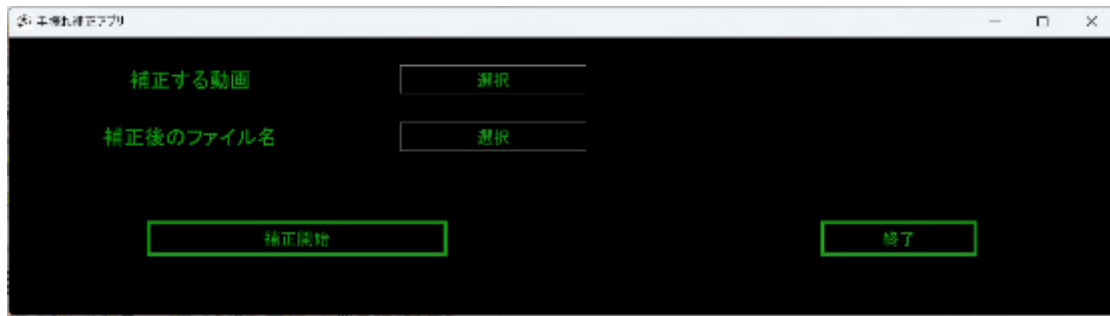 手振れ補正アプリ
補正する動画
選択
補正後のファイル名
選択
補正開始
終了